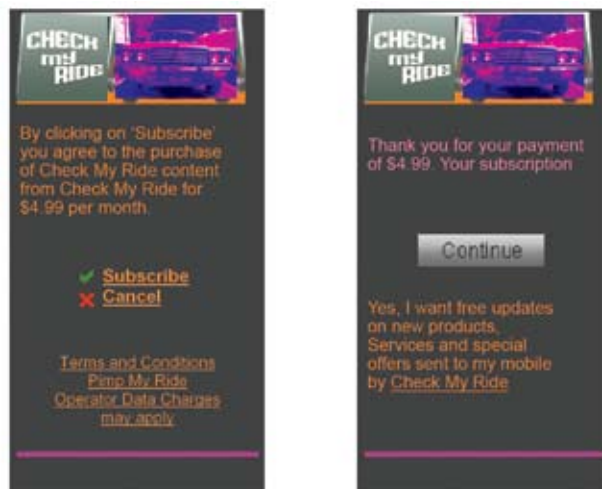 CHECK
my
RIDE
By clicking on 'Subscribe'
you agree to the purchase
of Check My Ride content
from Check My Ride for
$4.99 per month.
Subscribe
Cancel
Terms and Conditions
Pimp My Ride
Operator Data Charges
may apply
CHECK
my
RIDE
Thank you for your payment
of $4.99. Your subscription
Continue
Yes, I want free updates
on new products,
Services and special
offers sent to my mobile
by Check My Ride